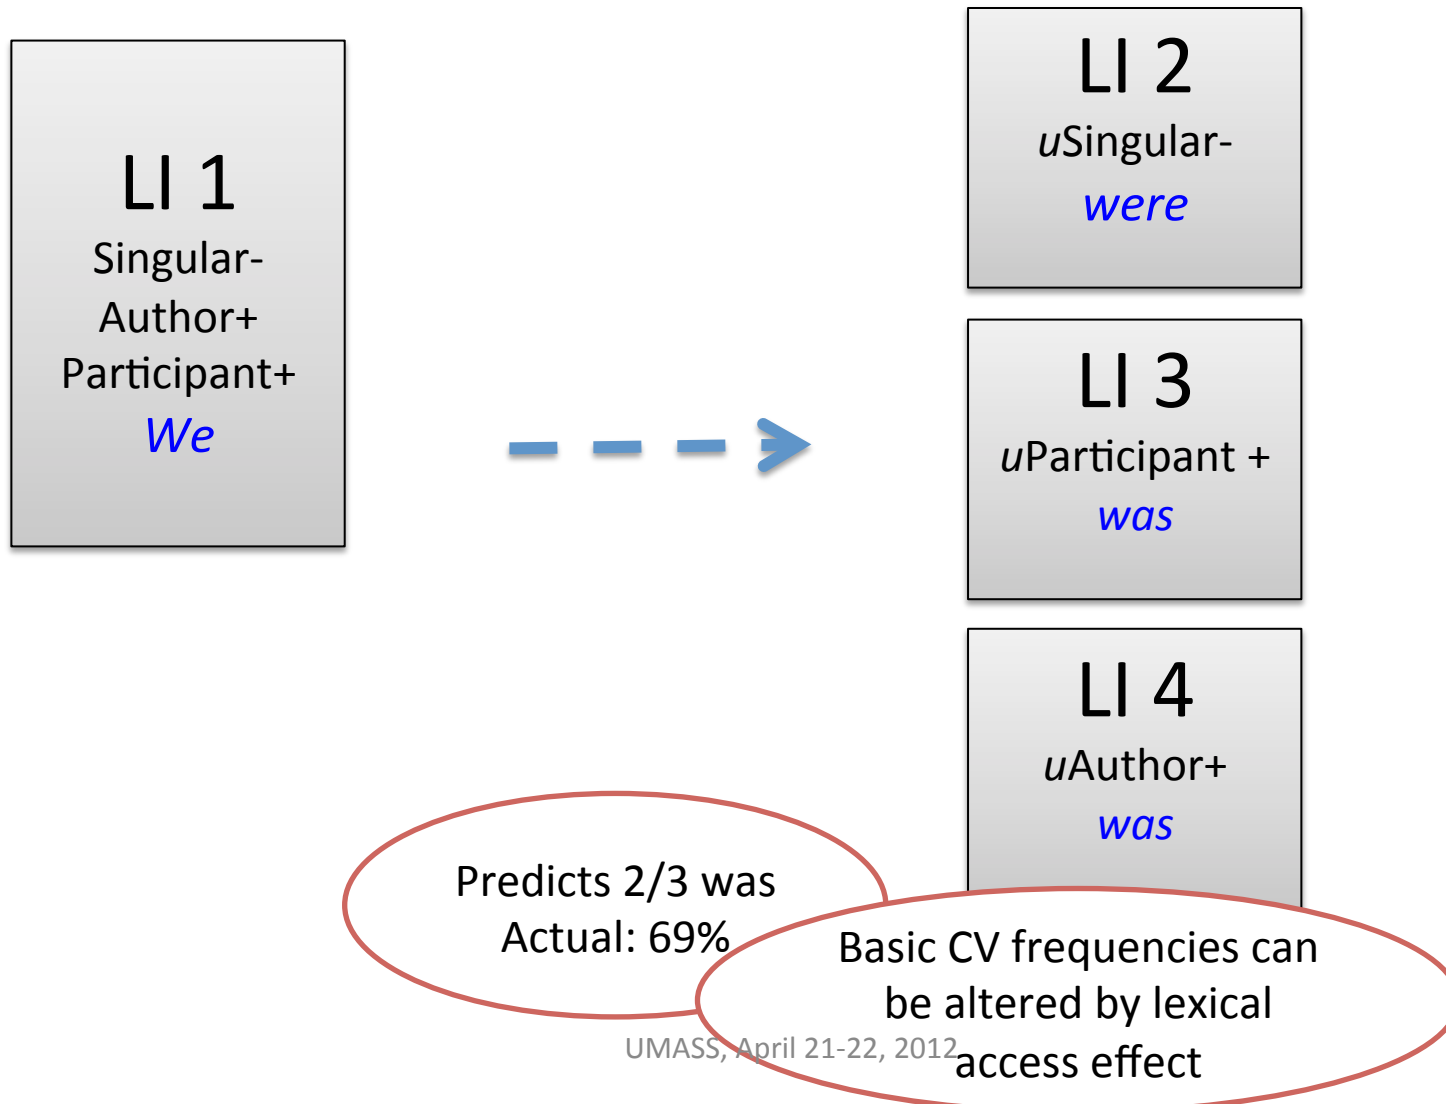 LI 1
Singular-
Author+
Participant+
We
LI 2
uSingular-
were
LI 3
uParticipant +
was
LI 4
uAuthor+
was
Predicts 2/3 was
Actual: 69%
Basic CV frequencies can
be altered by lexical
access effect
UMASS, April 21-22, 2012